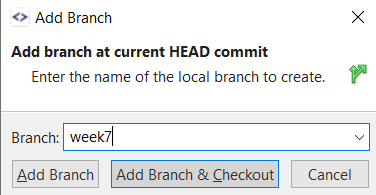 Add Branch
Add branch at current HEAD commit
Enter the name of the local branch to create.
Branch: week7
Add Branch Add Branch & Checkout Cancel